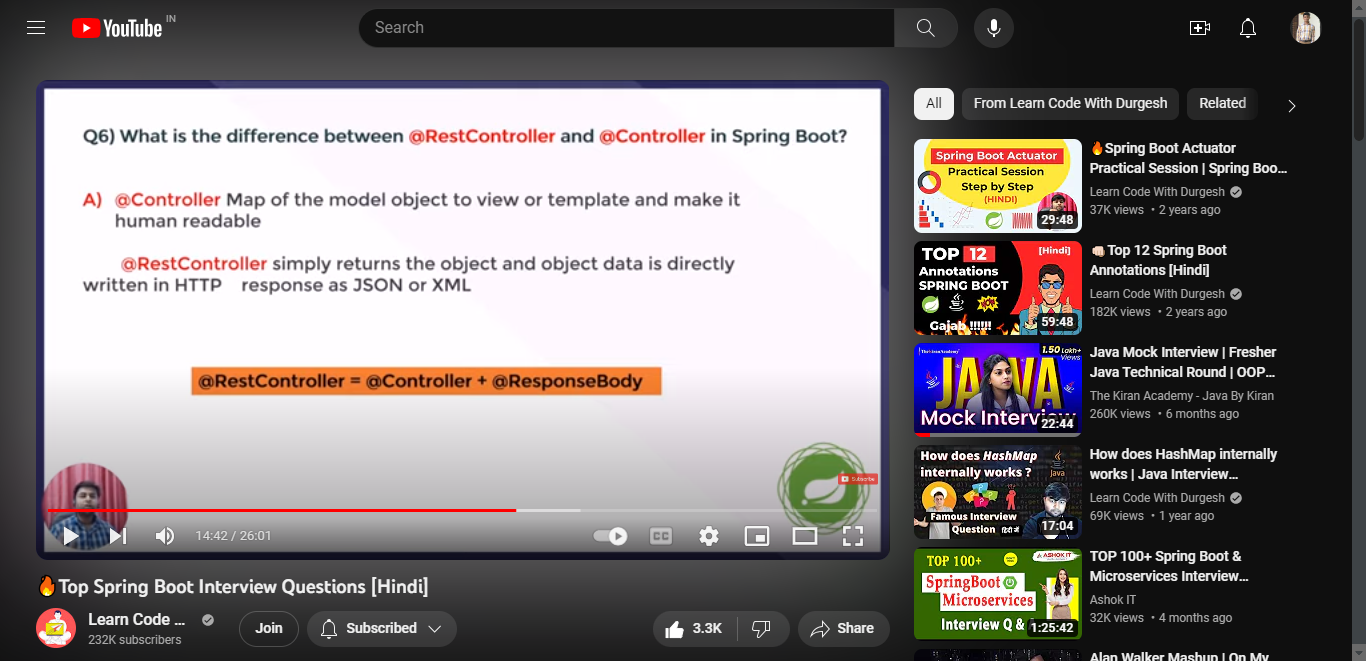 YouTube IN
Search
Q6) What is the difference between @RestController and @Controller in Spring Boot?
A) @Controller Map of the model object to view or template and make it
human readable
@RestController simply returns the object and object data is directly
written in HTTP response as JSON or XML
@RestController = @Controller + @ResponseBody
Subscribe
14:42 / 26:01
CC
🔥Top Spring Boot Interview Questions [Hindi]
Learn Code ...
232K subscribers
Join
Subscribed
3.3K
Share
All
From Learn Code With Durgesh
Related
Spring Boot Actuator
Practical Session
Step by Step
(HINDI)
29:48
🔥Spring Boot Actuator
Practical Session | Spring Boo...
Learn Code With Durgesh
37K views • 2 years ago
TOP 12
[Hindi]
Annotations
SPRING BOOT
Gajab !!!!!!
59:48
👊🏻Top 12 Spring Boot
Annotations [Hindi]
Learn Code With Durgesh
182K views • 2 years ago
1.50 Lakh+
Views
JAVA
Mock Interview
22:44
Java Mock Interview | Fresher
Java Technical Round | OOP...
The Kiran Academy - Java By Kiran
260K views • 6 months ago
How does HashMap
internally works ?
Java
Famous Interview
Question
17:04
How does HashMap internally
works | Java Interview...
Learn Code With Durgesh
69K views • 1 year ago
TOP 100+
ASHOK IT
SpringBoot
Microservices
Interview Q &
1:25:42
TOP 100+ Spring Boot &
Microservices Interview...
Ashok IT
32K views • 4 months ago
Alan Walker Mashup | On My